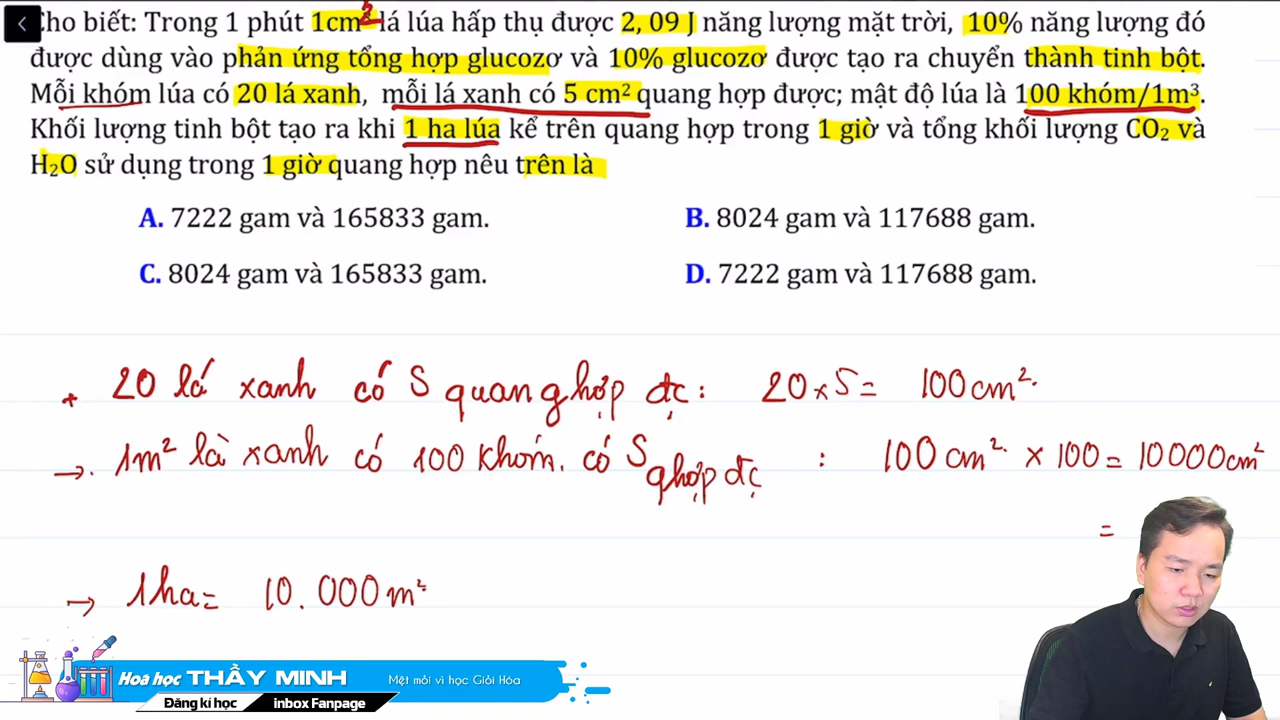 Cho biết: Trong 1 phút 1cm² lá lúa hấp thụ được 2, 09 J năng lượng mặt trời, 10% năng lượng đó
được dùng vào phản ứng tổng hợp glucozơ và 10% glucozơ được tạo ra chuyển thành tinh bột.
Mỗi khóm lúa có 20 lá xanh, mỗi lá xanh có 5 cm² quang hợp được; mật độ lúa là 100 khóm/1m³.
Khối lượng tinh bột tạo ra khi 1 ha lúa kể trên quang hợp trong 1 giờ và tổng khối lượng CO₂ và
H₂O sử dụng trong 1 giờ quang hợp nêu trên là
A. 7222 gam và 165833 gam. B. 8024 gam và 117688 gam.
C. 8024 gam và 165833 gam. D. 7222 gam và 117688 gam.
+ 20 lá xanh có S quang hợp đc: 20 x 5 = 100 cm².
→. 1m² là xanh có 100 khóm. có S qhợp đc : 100 cm². x 100 = 10000cm²
=
→ 1ha = 10.000 m²
Hoá học THẦY MINH Mệt mỏi vì học Giỏi Hóa
Đăng kí học inbox Fanpage